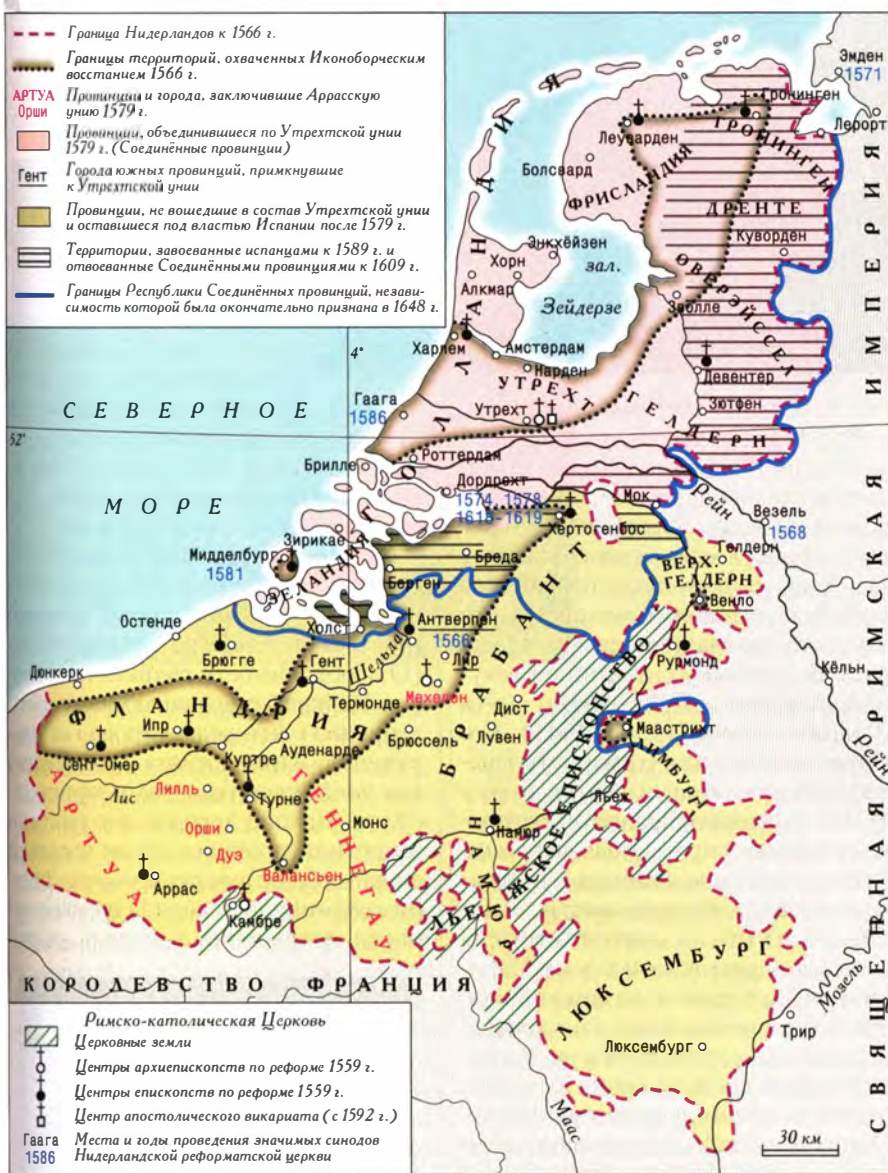 Граница Нидерландов к 1566 г.
Границы территорий, охваченных Иконоборческим
восстанием 1566 г.
АРТУА
Орши
Провинции и города, заключившие Аррасскую
унию 1579 г.
Провинции, объединившиеся по Утрехтской унии
1579 г. (Соединённые провинции)
Гент
Города южных провинций, примкнувшие
к Утрехтской унии
Провинции, не вошедшие в состав Утрехтской унии
и оставшиеся под властью Испании после 1579 г.
Территории, завоеванные испанцами к 1589 г. и
отвоеванные Соединёнными провинциями к 1609 г.
Границы Республики Соединённых провинций, незави-
симость которой была окончательно признана в 1648 г.
Эмден
1571
Гронинген
Лерорт
Леуварден
ГРОНИНГЕН
Болсвард
ФРИСЛАНДИЯ
ДРЕНТЕ
Куворден
Энкхёйзен
зал.
Хорн
ОВЕРЭЙССЕЛ
Алкмар
Зейдерзе
Зволле
ГОЛЛАНДИЯ
4°
Харлем
Амстердам
Нарден
Девентер
СЕВЕРНОЕ
УТРЕХТ
Гаага
1586
Утрехт
Зютфен
ГЕЛДЕРН
52°
Роттердам
Брилле
МОРЕ
Дордрехт
1574, 1578
1618-1619
Мок
Рейн
Везель
1568
Хертогенбос
Зирикзе
Мидделбург
1581
Бреда
Гелдерн
ВЕРХ.
ГЕЛДЕРН
ЗЕЛАНДИЯ
Берген
Венло
Остенде
Холст
Антверпен
1566
Брюгге
Гент
Шельда
Лир
Рурмонд
Кёльн
Дюнкерк
Мехелен
Термонде
БРАБАНТ
Дист
ФЛАНДРИЯ
Ипр
Брюссель
Лувен
Маастрихт
Ауденарде
Сент-Омер
Куртре
ЛИМБУРГ
Рейн
Лис
Лилль
Турне
Льеж
АРТУА
ГЕННЕГАУ
Орши
Монс
Намюр
Дуэ
Валансьен
Аррас
НАМЮР
ЛЬЕЖСКОЕ ЕПИСКОПСТВО
Камбре
КОРОЛЕВСТВО ФРАНЦИЯ
ЛЮКСЕМБУРГ
Мозель
Трир
Люксембург
Маас
СВЯЩЕННАЯ РИМСКАЯ ИМПЕРИЯ
30 км
Римско-католическая Церковь
Церковные земли
Центры архиепископств по реформе 1559 г.
Центры епископств по реформе 1559 г.
Центр апостолического викариата (с 1592 г.)
Гаага
1586
Места и годы проведения значимых синодов
Нидерландской реформатской церкви